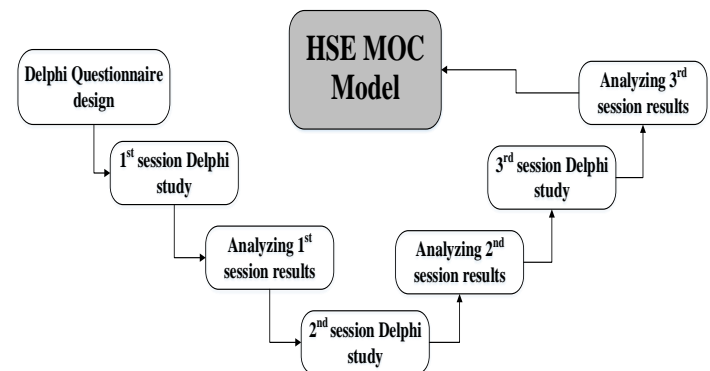 Delphi Questionnaire
design
1st session Delphi
study
Analyzing 1st
session results
2nd session Delphi
study
Analyzing 2nd
session results
3rd session Delphi
study
Analyzing 3rd
session results
HSE MOC
Model